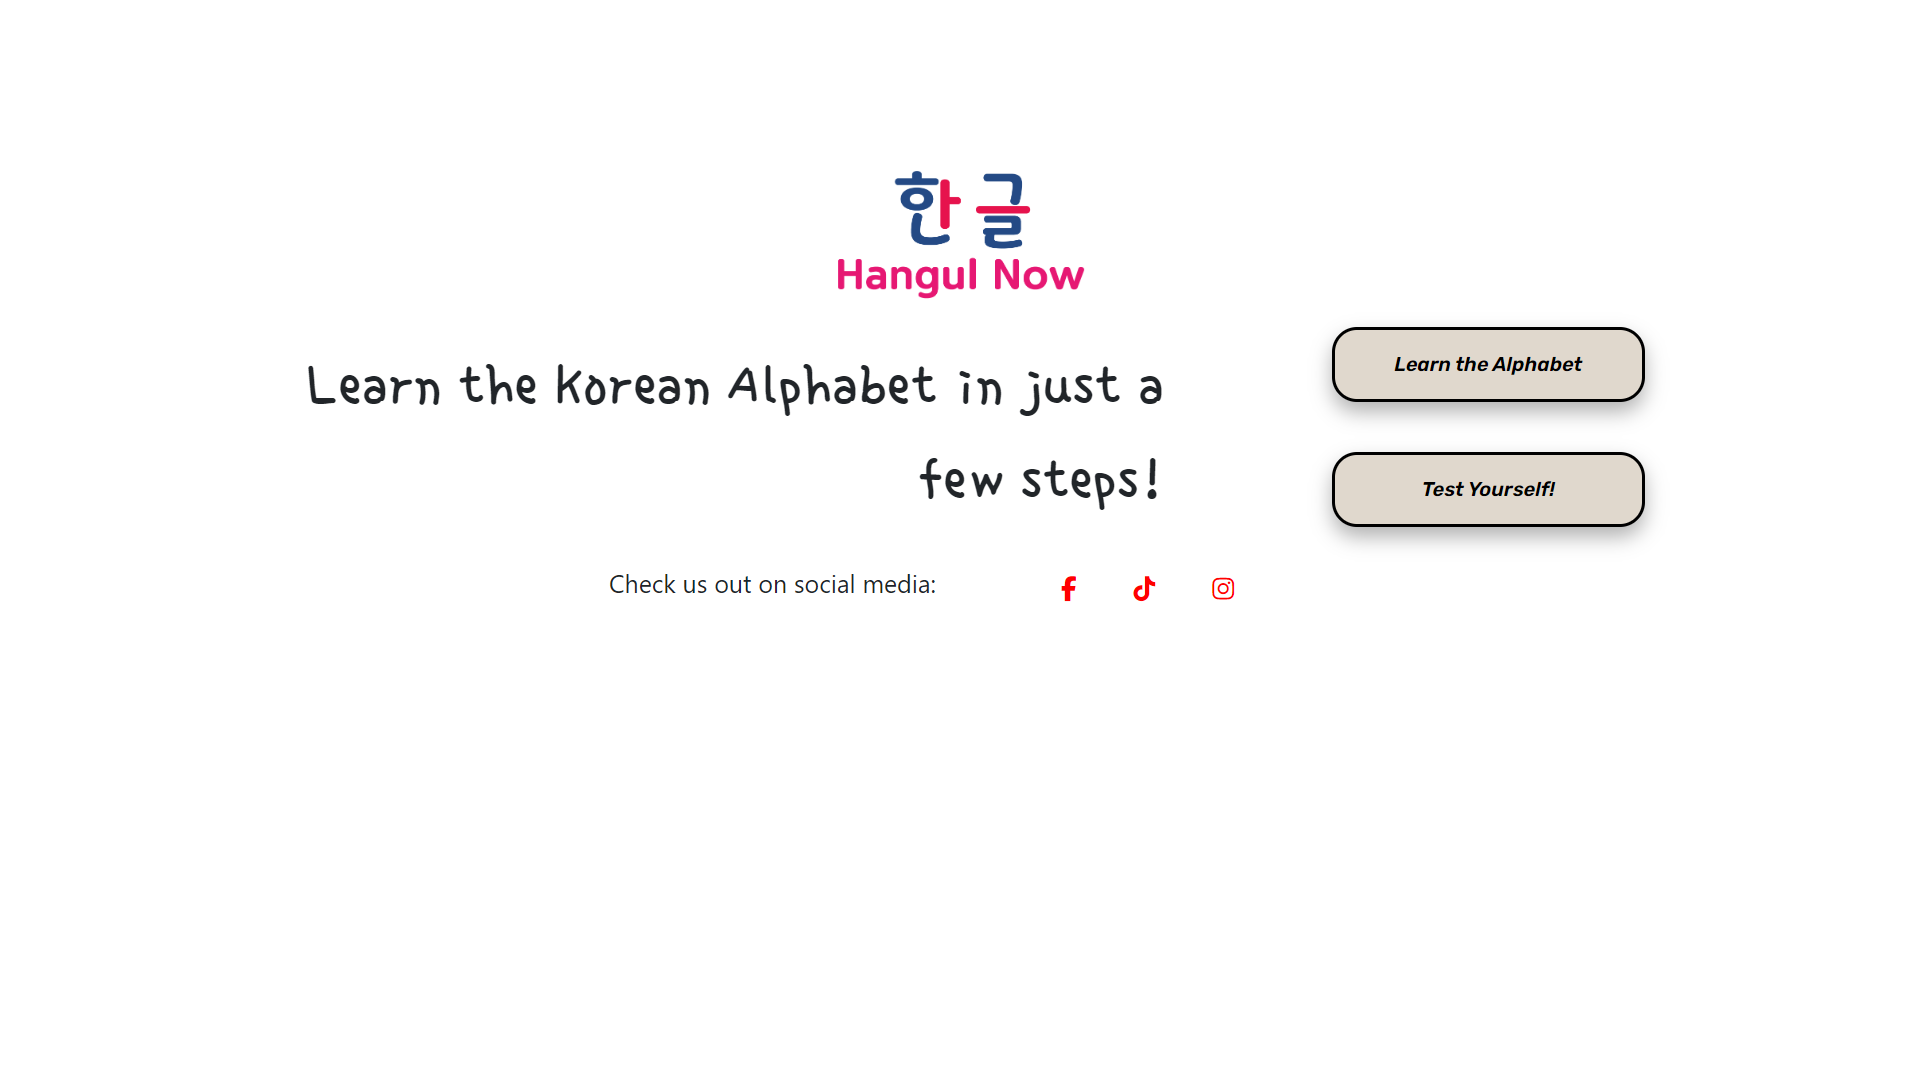 한글
Hangul Now
Learn the Korean Alphabet in just a
few steps!
Learn the Alphabet
Test Yourself!
Check us out on social media: